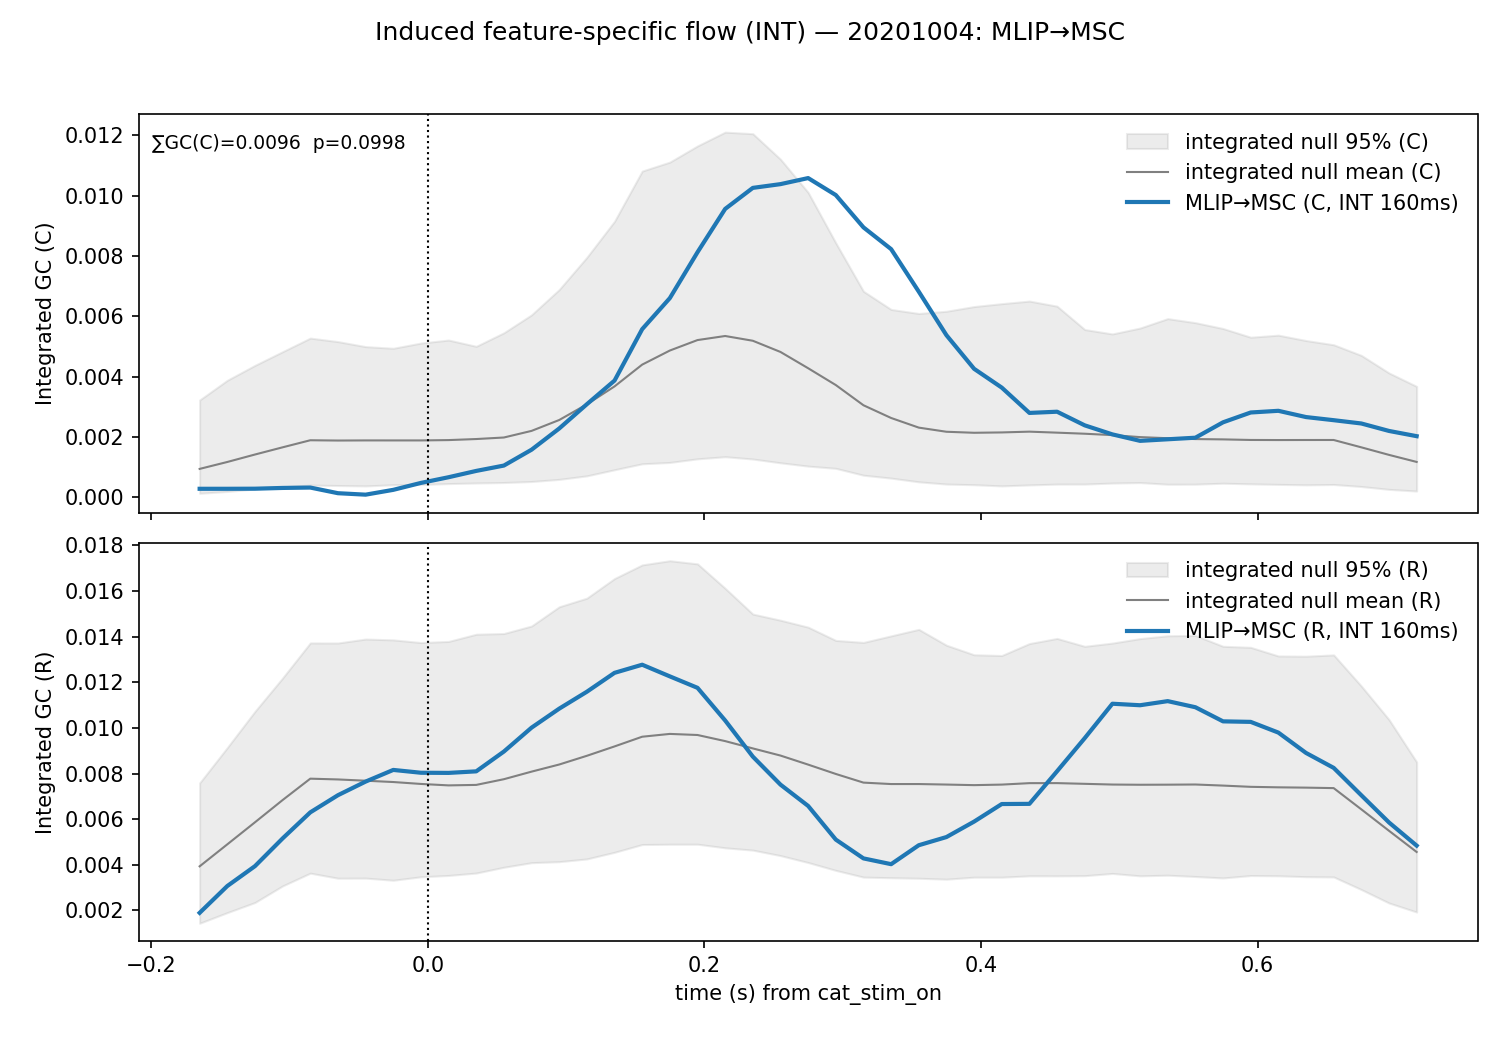 Induced feature-specific flow (INT) — 20201004: MLIP→MSC
∑GC(C)=0.0096  p=0.0998
integrated null 95% (C)
integrated null mean (C)
MLIP→MSC (C, INT 160ms)
Integrated GC (C)
0.012
0.010
0.008
0.006
0.004
0.002
0.000
integrated null 95% (R)
integrated null mean (R)
MLIP→MSC (R, INT 160ms)
Integrated GC (R)
0.018
0.016
0.014
0.012
0.010
0.008
0.006
0.004
0.002
−0.2 0.0 0.2 0.4 0.6
time (s) from cat_stim_on